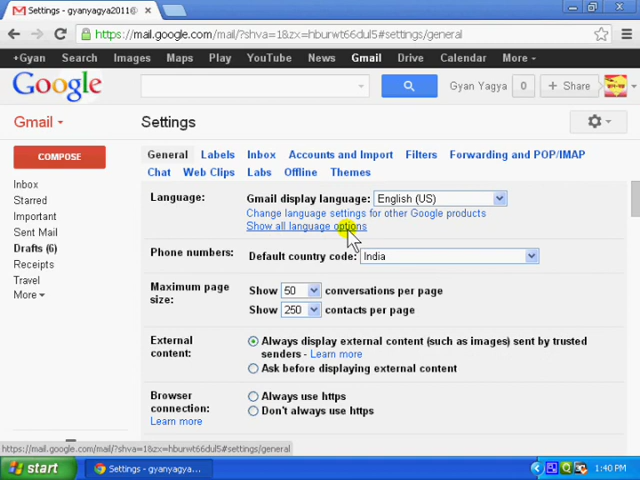 Settings - gyanyagya2011@
https://mail.google.com/mail/?shva=1&zx=hburwt66dul5#settings/general
+Gyan Search Images Maps Play YouTube News Gmail Drive Calendar More
Google
Gyan Yagya 0 + Share
Gmail
Settings
COMPOSE
Inbox
Starred
Important
Sent Mail
Drafts (6)
Receipts
Travel
More
General Labels Inbox Accounts and Import Filters Forwarding and POP/IMAP
Chat Web Clips Labs Offline Themes
Language: Gmail display language: English (US)
Change language settings for other Google products
Show all language options
Phone numbers: Default country code: India
Maximum page size: Show 50 conversations per page
Show 250 contacts per page
External content: Always display external content (such as images) sent by trusted
senders - Learn more
Ask before displaying external content
Browser connection: Always use https
Learn more Don't always use https
https://mail.google.com/mail/?shva=1&zx=hburwt66dul5#settings/general
start Settings - gyanyagya... 1:40 PM